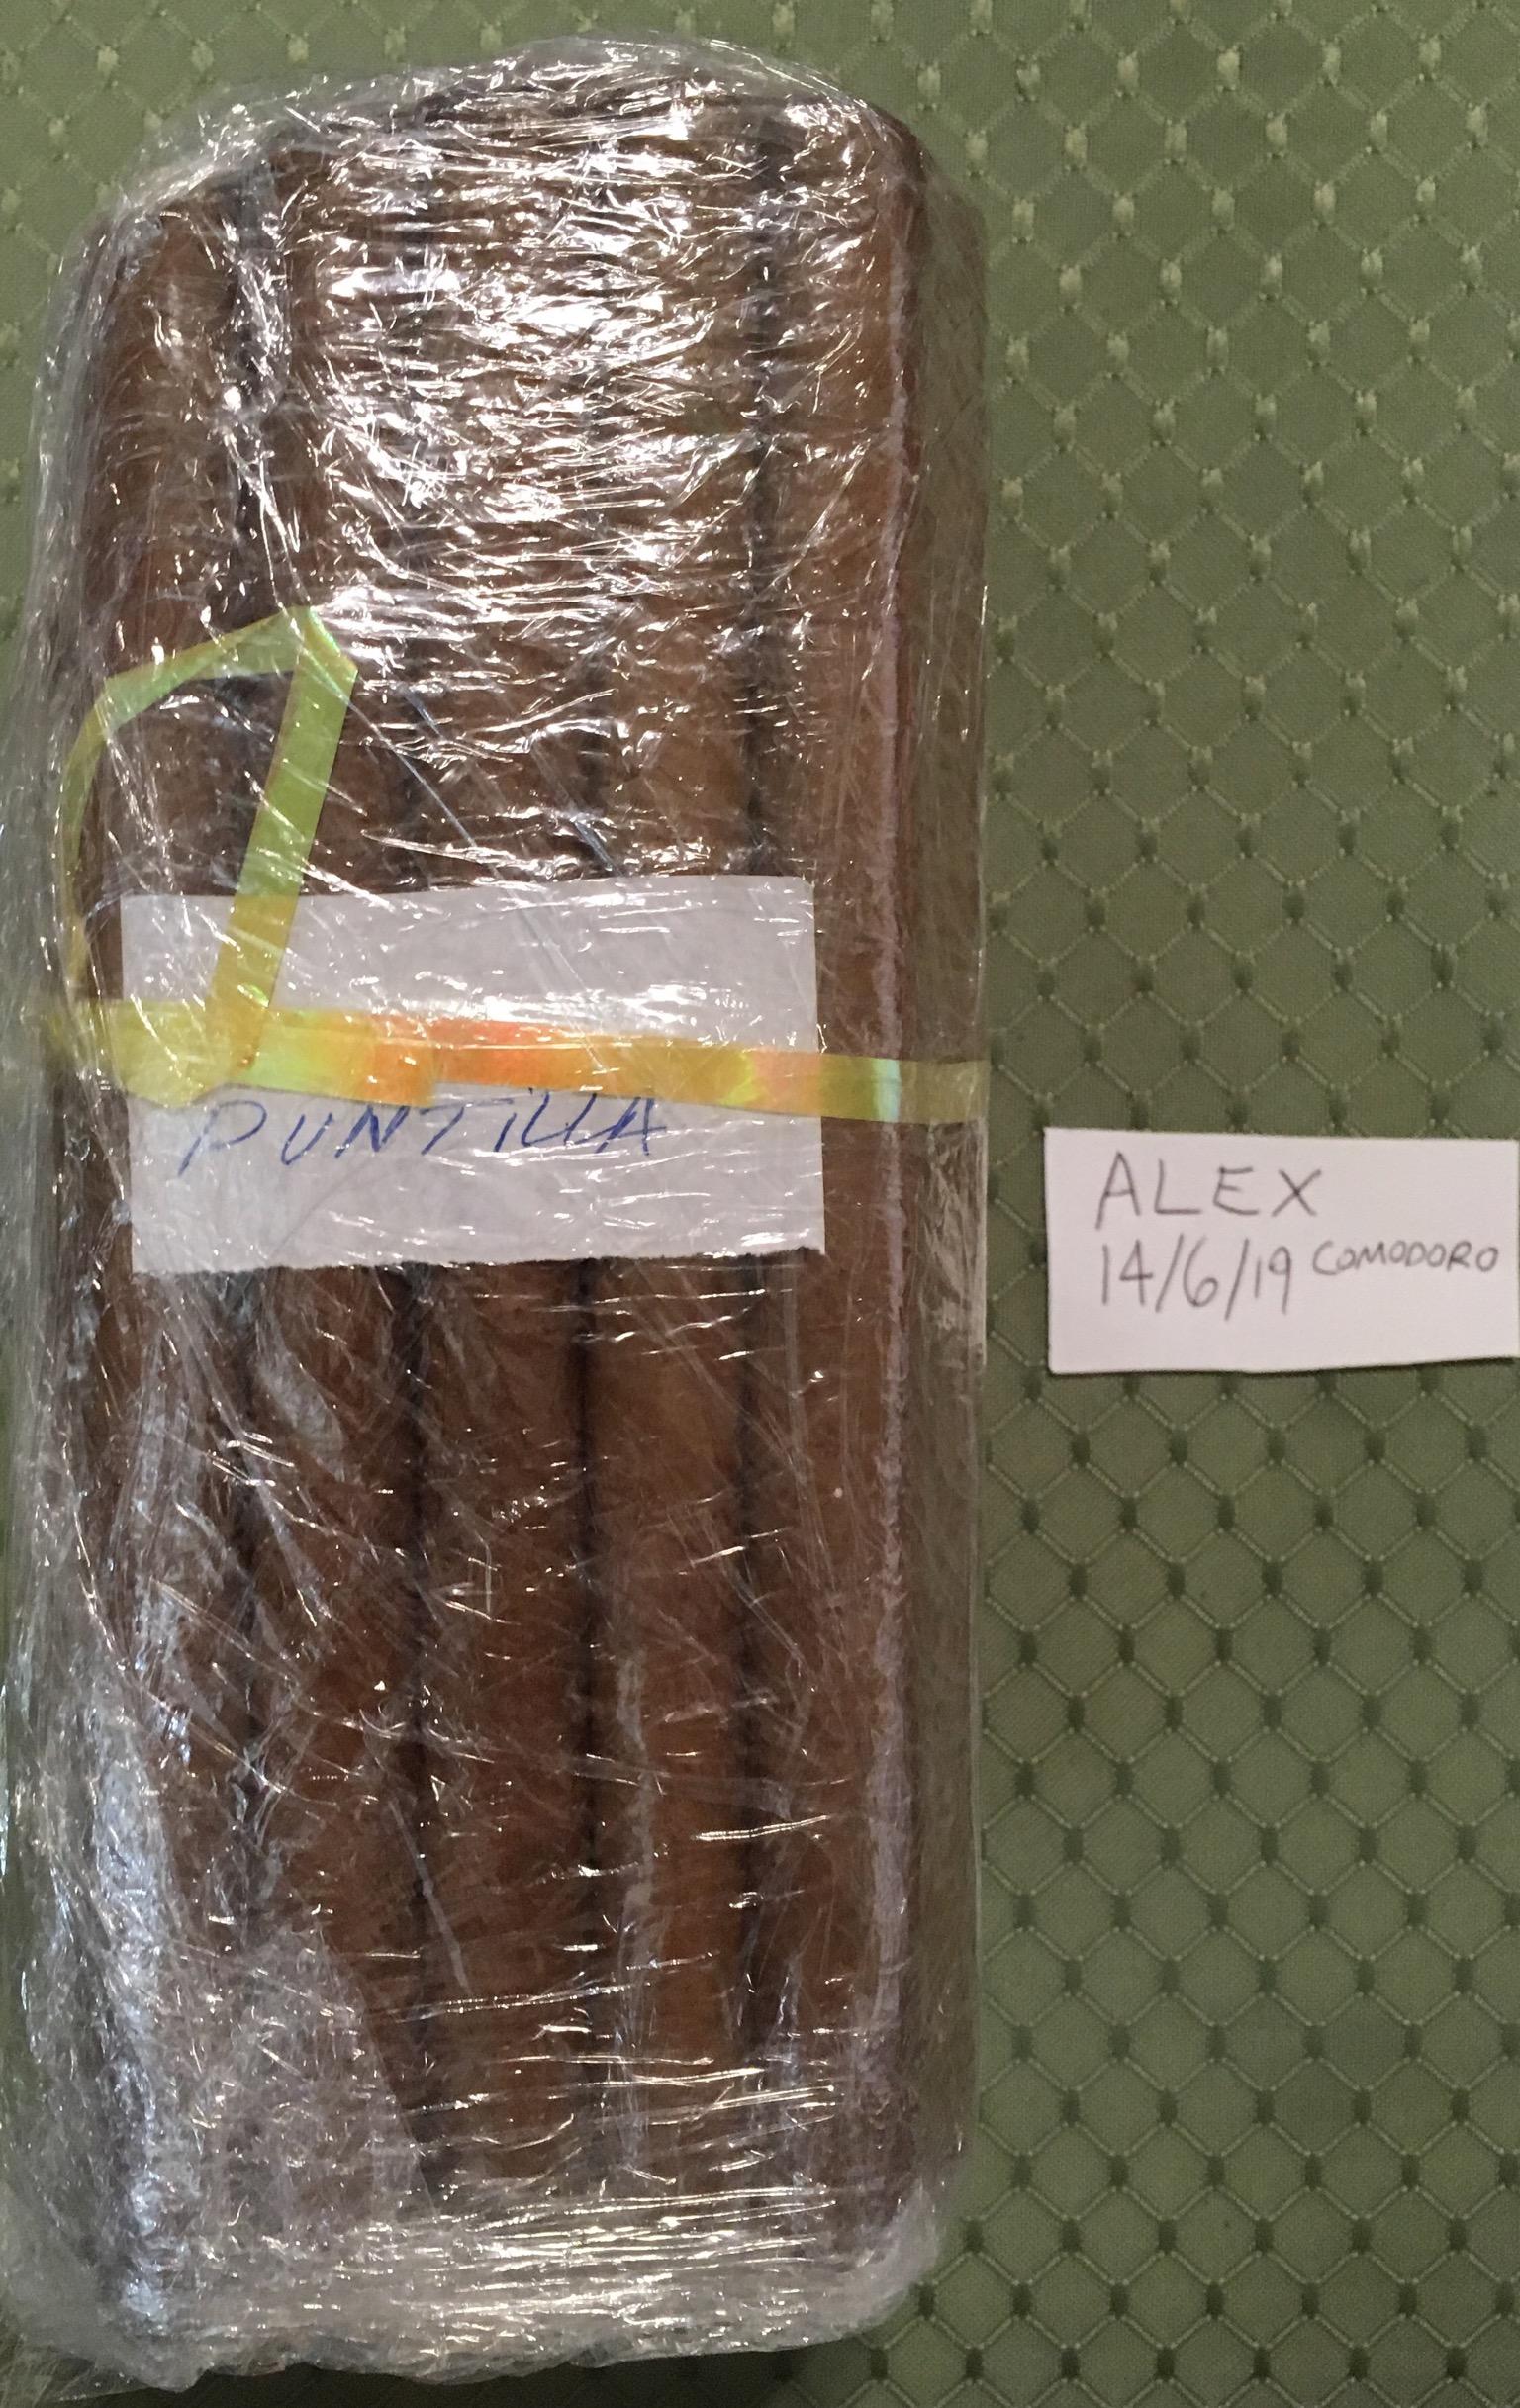 PUNTiLLA
ALEX
14/6/19 COMODORO